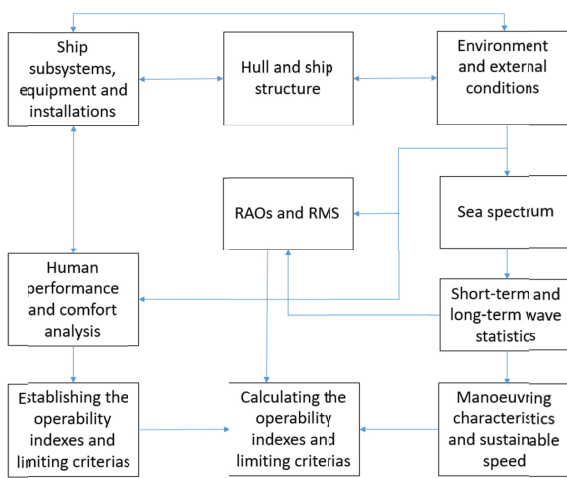 Ship
subsystems,
equipment and
installations
Hull and ship
structure
Environment
and external
conditions
RAOs and RMS
Sea spectrum
Human
performance
and comfort
analysis
Short-term and
long-term wave
statistics
Establishing the
operability
indexes and
limiting criterias
Calculating the
operability
indexes and
limiting criterias
Manoeuvring
characteristics
and sustainable
speed